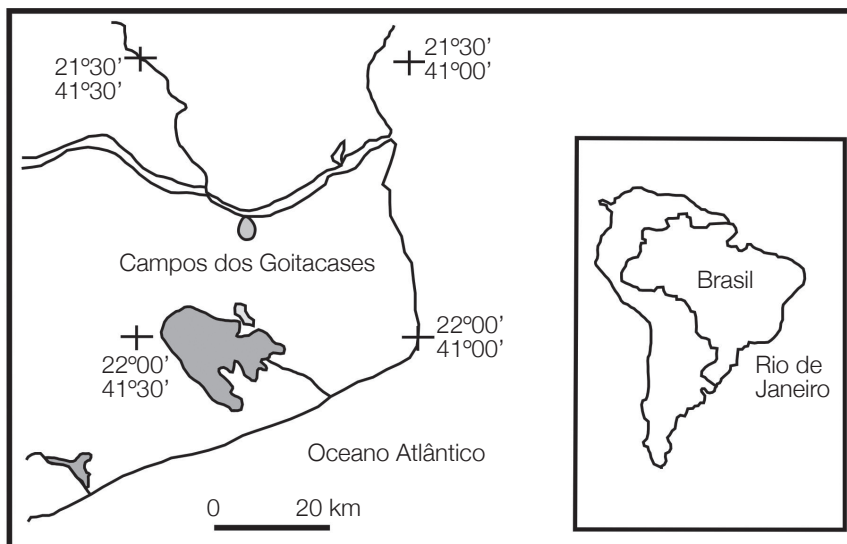 21º30’
41º30’
21º30’
41º00’
Campos dos Goitacases
22º00’
41º30’
22º00’
41º00’
Oceano Atlântico
0 20 km
Brasil
Rio de
Janeiro